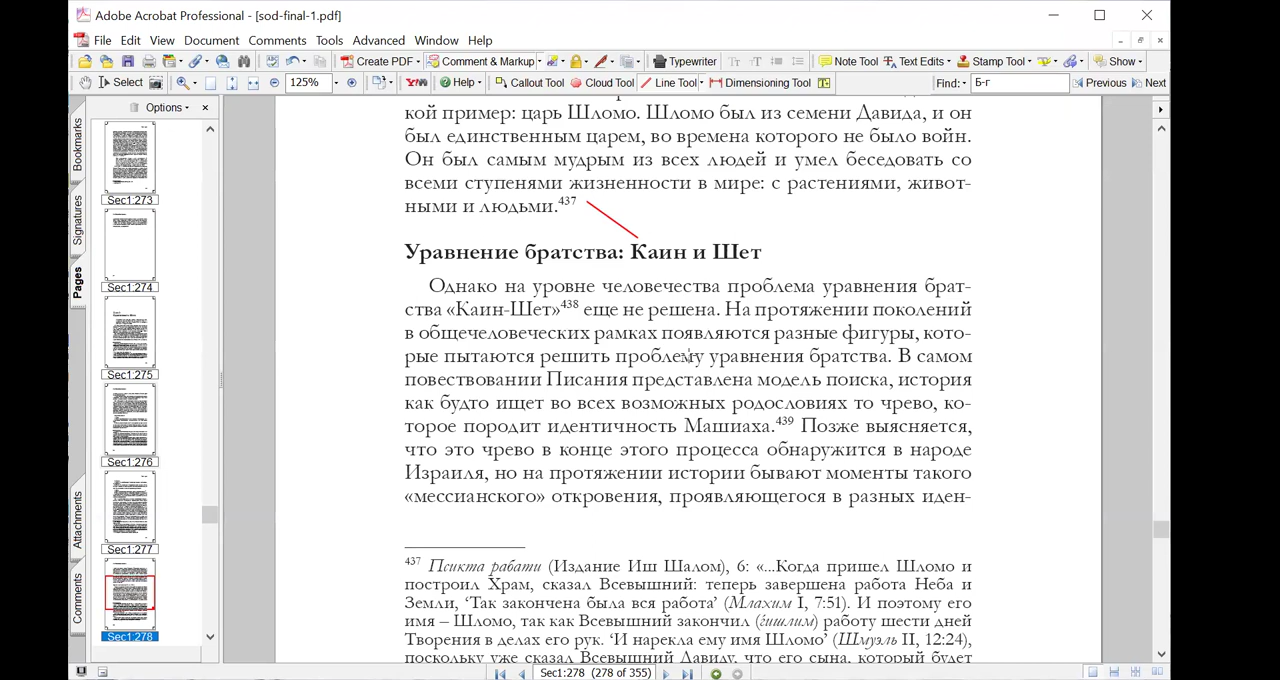 Adobe Acrobat Professional - [sod-final-1.pdf]
File Edit View Document Comments Tools Advanced Window Help
Create PDF Comment & Markup Typewriter Note Tool Text Edits Stamp Tool Show
Select 125% Help Callout Tool Cloud Tool Line Tool Dimensioning Tool Find: Б-г Previous Next
Options
Bookmarks
Signatures
Pages
Attachments
Comments
Sec1:273
Sec1:274
Sec1:275
Sec1:276
Sec1:277
Sec1:278
кой пример: царь Шломо. Шломо был из семени Давида, и он
был единственным царем, во времена которого не было войн.
Он был самым мудрым из всех людей и умел беседовать со
всеми ступенями жизненности в мире: с растениями, живот-
ными и людьми.437
Уравнение братства: Каин и Шет
Однако на уровне человечества проблема уравнения брат-
ства «Каин-Шет»438 еще не решена. На протяжении поколений
в общечеловеческих рамках появляются разные фигуры, кото-
рые пытаются решить проблему уравнения братства. В самом
повествовании Писания представлена модель поиска, история
как будто ищет во всех возможных родословиях то чрево, ко-
торое породит идентичность Машиаха.439 Позже выясняется,
что это чрево в конце этого процесса обнаружится в народе
Израиля, но на протяжении истории бывают моменты такого
«мессианского» откровения, проявляющегося в разных иден-
437 Псикта рабати (Издание Иш Шалом), 6: «...Когда пришел Шломо и
построил Храм, сказал Всевышний: теперь завершена работа Неба и
Земли, ‘Так закончена была вся работа’ (Млахим I, 7:51). И поэтому его
имя – Шломо, так как Всевышний закончил (ѓишлим) работу шести дней
Творения в делах его рук. ‘И нарекла ему имя Шломо’ (Шмуэль II, 12:24),
поскольку уже сказал Всевышний Давиду, что его сына, который будет
Sec1:278 (278 of 355)